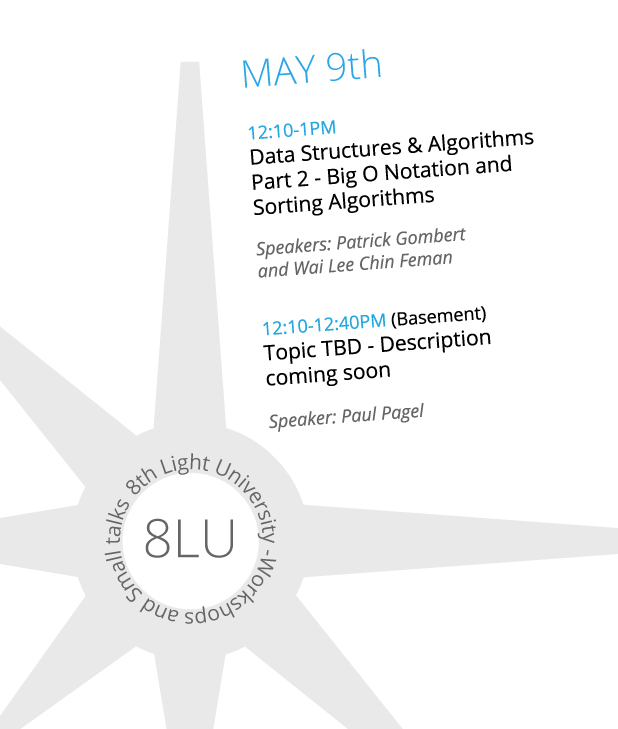 MAY 9th
12:10-1PM
Data Structures & Algorithms
Part 2 - Big O Notation and
Sorting Algorithms
Speakers: Patrick Gombert
and Wai Lee Chin Feman
12:10-12:40PM (Basement)
Topic TBD - Description
coming soon
Speaker: Paul Pagel
8th Light University - Workshops and Small talks
8LU